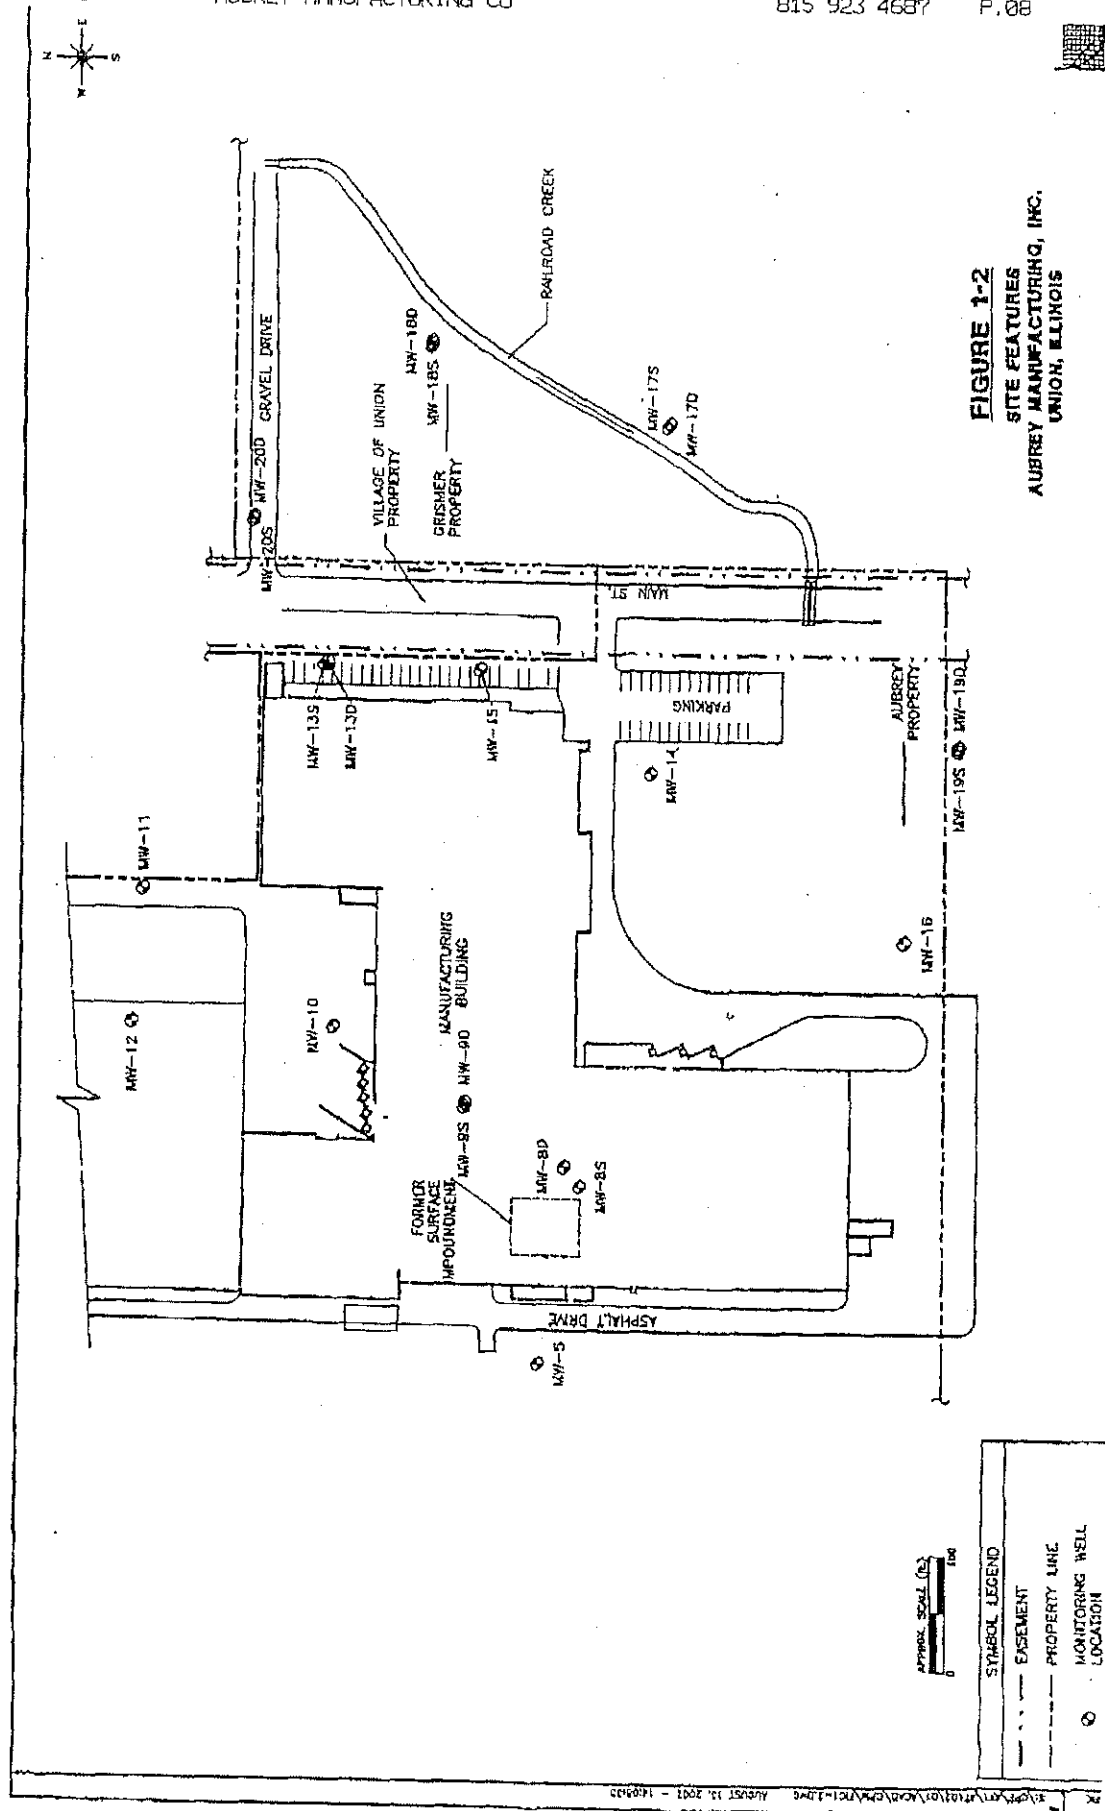 AUBREY MANUFACTURING CO
815 923 4687
P.08
N
E
S
W
MW-20S
MW-20D
GRAVEL DRIVE
VILLAGE OF UNION
PROPERTY
GRISMER
PROPERTY
MW-18S
MW-18D
RAILROAD CREEK
MW-17S
MW-17D
MAIN ST.
MW-13S
MW-13D
MW-15
PARKING
MW-14
AUBREY
PROPERTY
MW-19S
MW-19D
MW-11
MW-12
MW-10
MANUFACTURING
BUILDING
MW-9S
MW-9D
MW-16
FORMER
SURFACE
IMPOUNDMENT
MW-8D
MW-8S
ASPHALT DRIVE
MW-5
FIGURE 1-2
SITE FEATURES
AUBREY MANUFACTURING, INC.
UNION, ILLINOIS
APPROX. SCALE (ft.)
0
100
SYMBOL LEGEND
EASEMENT
PROPERTY LINE
MONITORING WELL
LOCATION